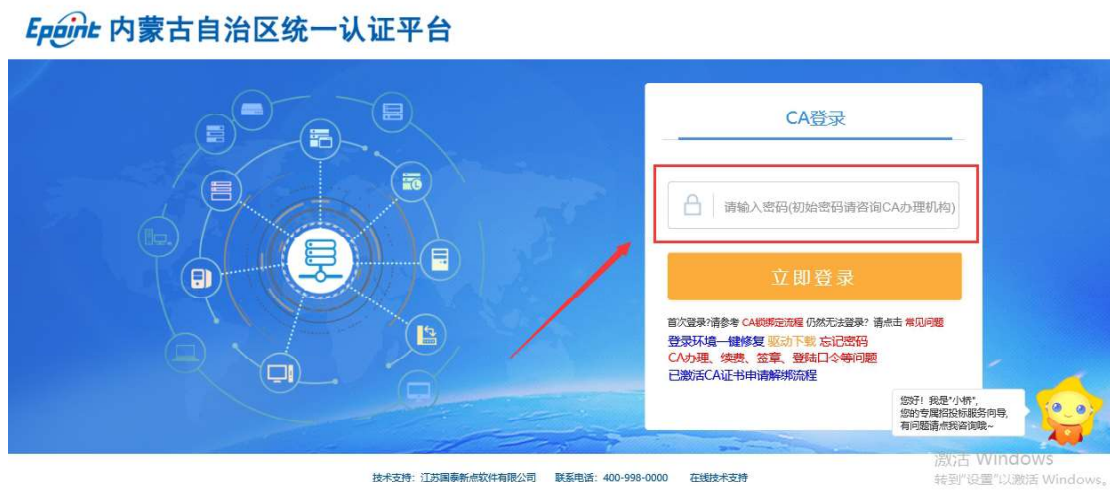 Epoint 内蒙古自治区统一认证平台
CA登录
请输入密码(初始密码请咨询CA办理机构)
立即登录
首次登录?请参考 CA锁绑定流程 仍然无法登录? 请点击 常见问题
登录环境一键修复 驱动下载 忘记密码
CA办理、续费、签章、登陆口令等问题
已激活CA证书申请解绑流程
您好！我是"小桥",
您的专属招投标服务向导,
有问题请点我咨询哦~
激活 Windows
转到"设置"以激活 Windows。
技术支持: 江苏国泰新点软件有限公司 联系电话: 400-998-0000 在线技术支持